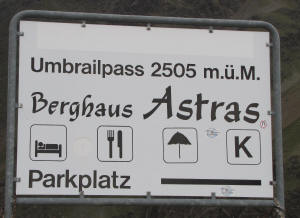 Umbrailpass 2505 m.ü.M.
Berghaus Astras
K
Parkplatz